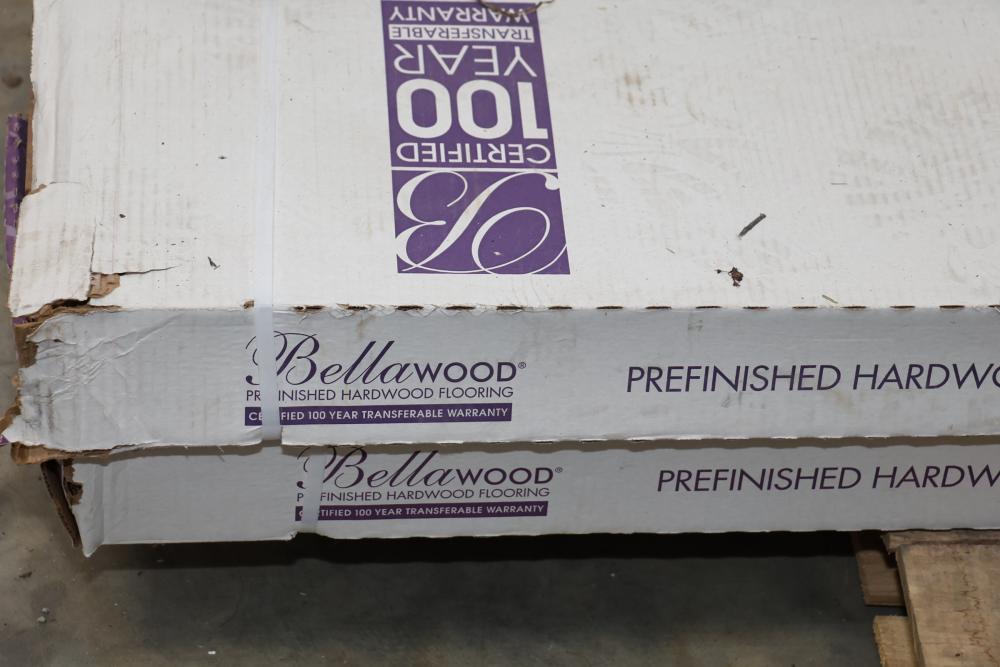 CERTIFIED
100
YEAR
TRANSFERABLE
WARRANTY
BellaWOOD®
PREFINISHED HARDWOOD FLOORING
CERTIFIED 100 YEAR TRANSFERABLE WARRANTY
PREFINISHED HARDWO
BellaWOOD®
PREFINISHED HARDWOOD FLOORING
CERTIFIED 100 YEAR TRANSFERABLE WARRANTY
PREFINISHED HARDW